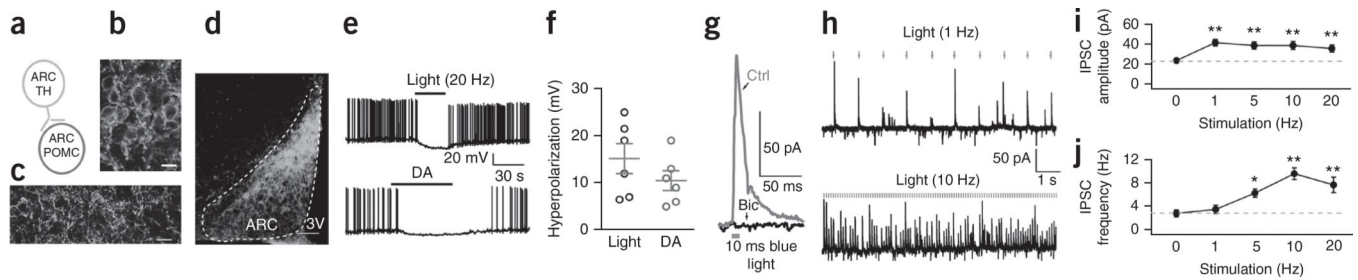 a
ARC
TH
ARC
POMC
b
c
d
ARC
3V
e
Light (20 Hz)
20 mV
30 s
DA
f
Hyperpolarization (mV)
30
20
10
0
Light
DA
g
Ctrl
50 pA
50 ms
Bic
10 ms blue
light
h
Light (1 Hz)
50 pA
1 s
Light (10 Hz)
i
IPSC
amplitude (pA)
60
40
20
0
** ** ** **
0 1 5 10 20
Stimulation (Hz)
j
IPSC
frequency (Hz)
12
8
4
0
* ** **
0 1 5 10 20
Stimulation (Hz)